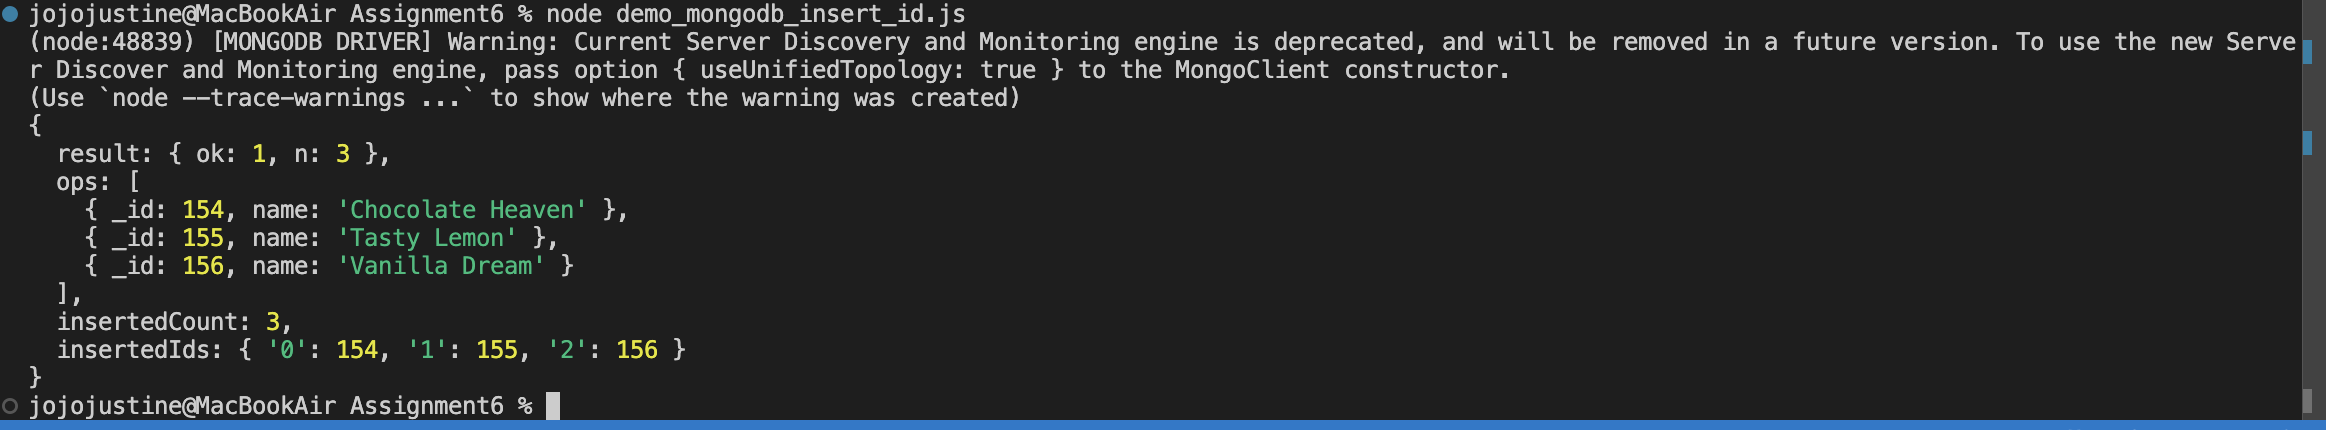 jojojustine@MacBookAir Assignment6 % node demo_mongodb_insert_id.js
(node:48839) [MONGODB DRIVER] Warning: Current Server Discovery and Monitoring engine is deprecated, and will be removed in a future version. To use the new Serve
r Discover and Monitoring engine, pass option { useUnifiedTopology: true } to the MongoClient constructor.
(Use `node --trace-warnings ...` to show where the warning was created)
{
  result: { ok: 1, n: 3 },
  ops: [
    { _id: 154, name: 'Chocolate Heaven' },
    { _id: 155, name: 'Tasty Lemon' },
    { _id: 156, name: 'Vanilla Dream' }
  ],
  insertedCount: 3,
  insertedIds: { '0': 154, '1': 155, '2': 156 }
}
jojojustine@MacBookAir Assignment6 %